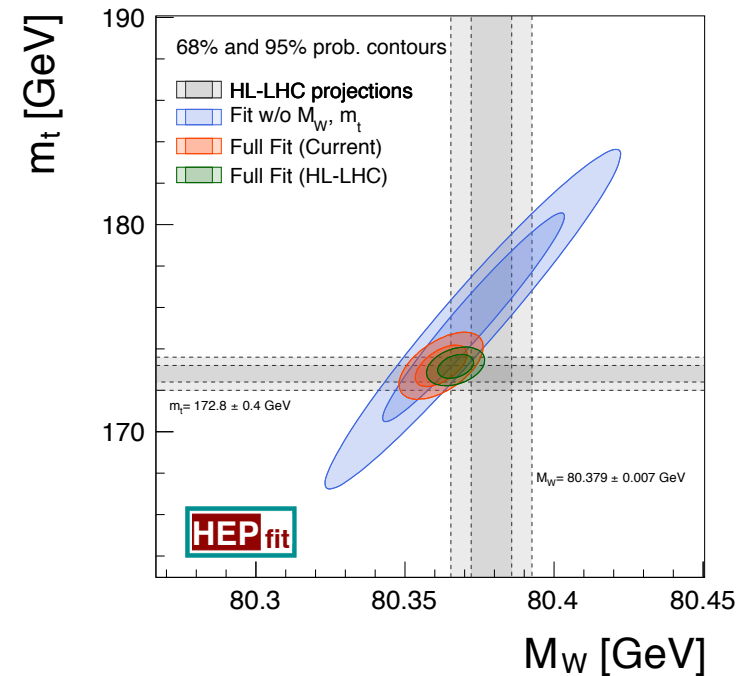 190
68% and 95% prob. contours
HL-LHC projections
Fit w/o M_W, m_t
Full Fit (Current)
Full Fit (HL-LHC)
m_t [GeV]
180
170
m_t= 172.8 ± 0.4 GeV
M_W= 80.379 ± 0.007 GeV
HEP fit
80.3
80.35
80.4
80.45
M_W [GeV]